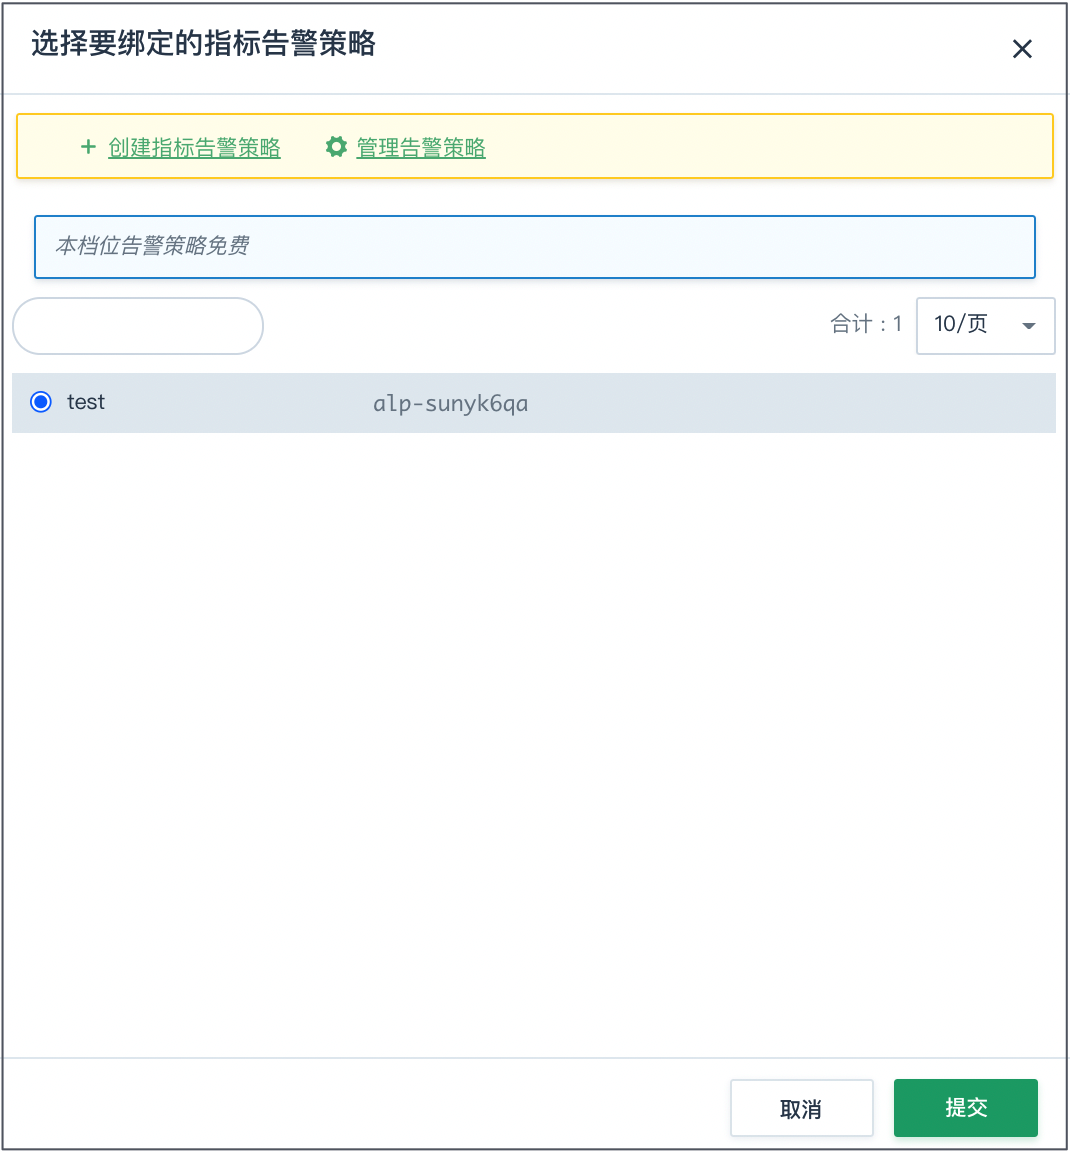 选择要绑定的指标告警策略
+ 创建指标告警策略 管理告警策略
本档位告警策略免费
合计 : 1 10/页
test alp-sunyk6qa
取消 提交